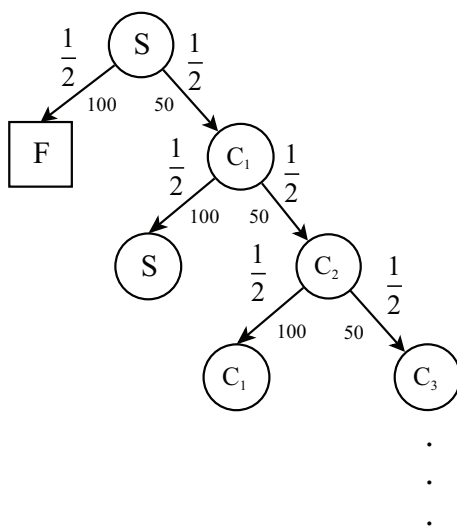 1/2 S 1/2
100 50
F
1/2 C₁ 1/2
100 50
S
1/2 C₂ 1/2
100 50
C₁ C₃
.
.
.